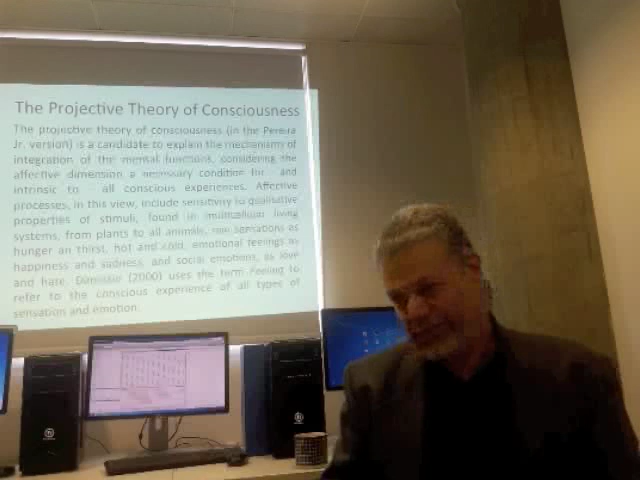 The Projective Theory of Consciousness
The projective theory of consciousness (in the Pereira
Jr. version) is a candidate to explain the mechanisms of
integration of the mental functions, considering the
affective dimension a necessary condition for and
intrinsic to all conscious experiences. Affective
processes, in this view, include sensitivity to qualitative
properties of stimuli, found in multicellular living
systems, from plants to all animals, raw sensations as
hunger an thirst, hot and cold, emotional feelings as
happiness and sadness, and social emotions, as love
and hate. Damasio (2000) uses the term Feeling to
refer to the conscious experience of all types of
sensation and emotion.